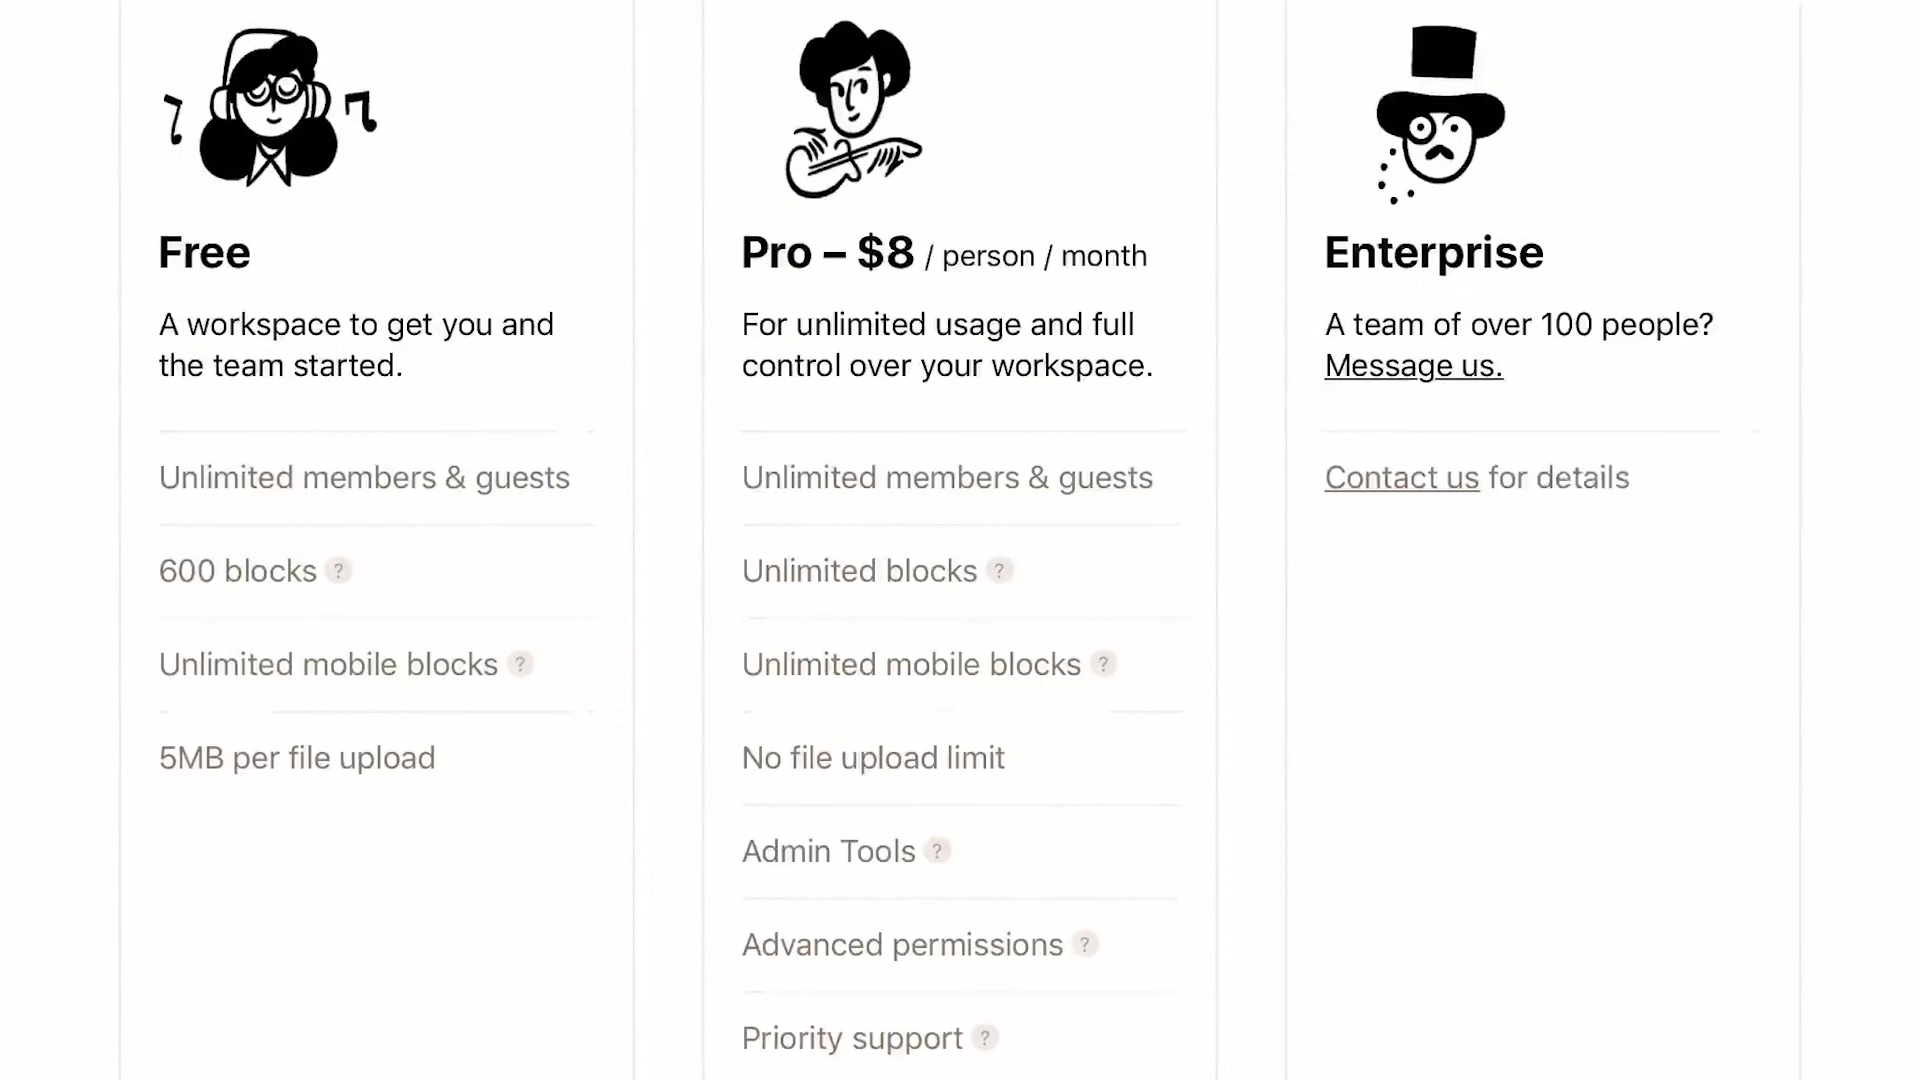 Free
A workspace to get you and
the team started.
Unlimited members & guests
600 blocks ?
Unlimited mobile blocks ?
5MB per file upload
Pro – $8 / person / month
For unlimited usage and full
control over your workspace.
Unlimited members & guests
Unlimited blocks ?
Unlimited mobile blocks ?
No file upload limit
Admin Tools ?
Advanced permissions ?
Priority support ?
Enterprise
A team of over 100 people?
Message us.
Contact us for details